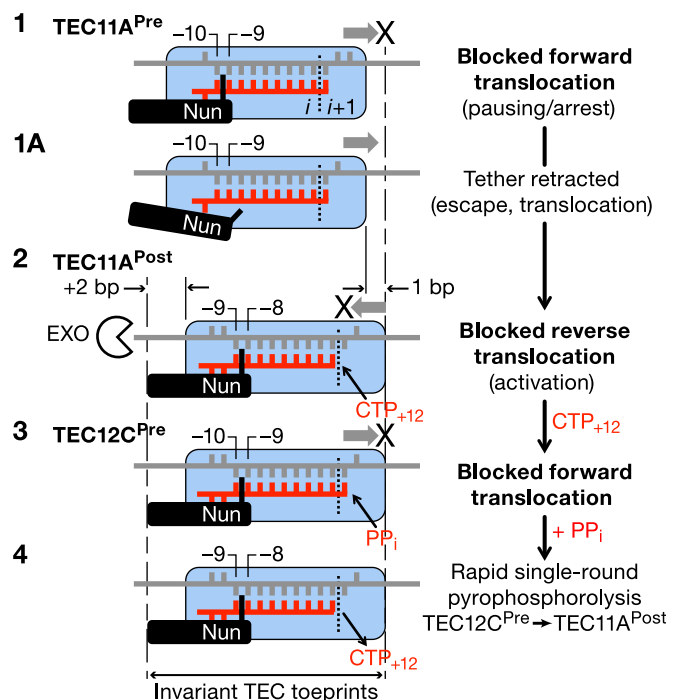 1 TEC11A^Pre
–10 –9
X
Nun
i i+1
Blocked forward
translocation
(pausing/arrest)
1A
–10 –9
Nun
Tether retracted
(escape, translocation)
2 TEC11A^Post
+2 bp
1 bp
–9 –8
X
EXO
Nun
CTP+12
Blocked reverse
translocation
(activation)
CTP+12
3 TEC12C^Pre
–10 –9
X
Nun
PPi
Blocked forward
translocation
+ PPi
4
–9 –8
Nun
CTP+12
Rapid single-round
pyrophosphorolysis
TEC12C^Pre → TEC11A^Post
Invariant TEC toeprints